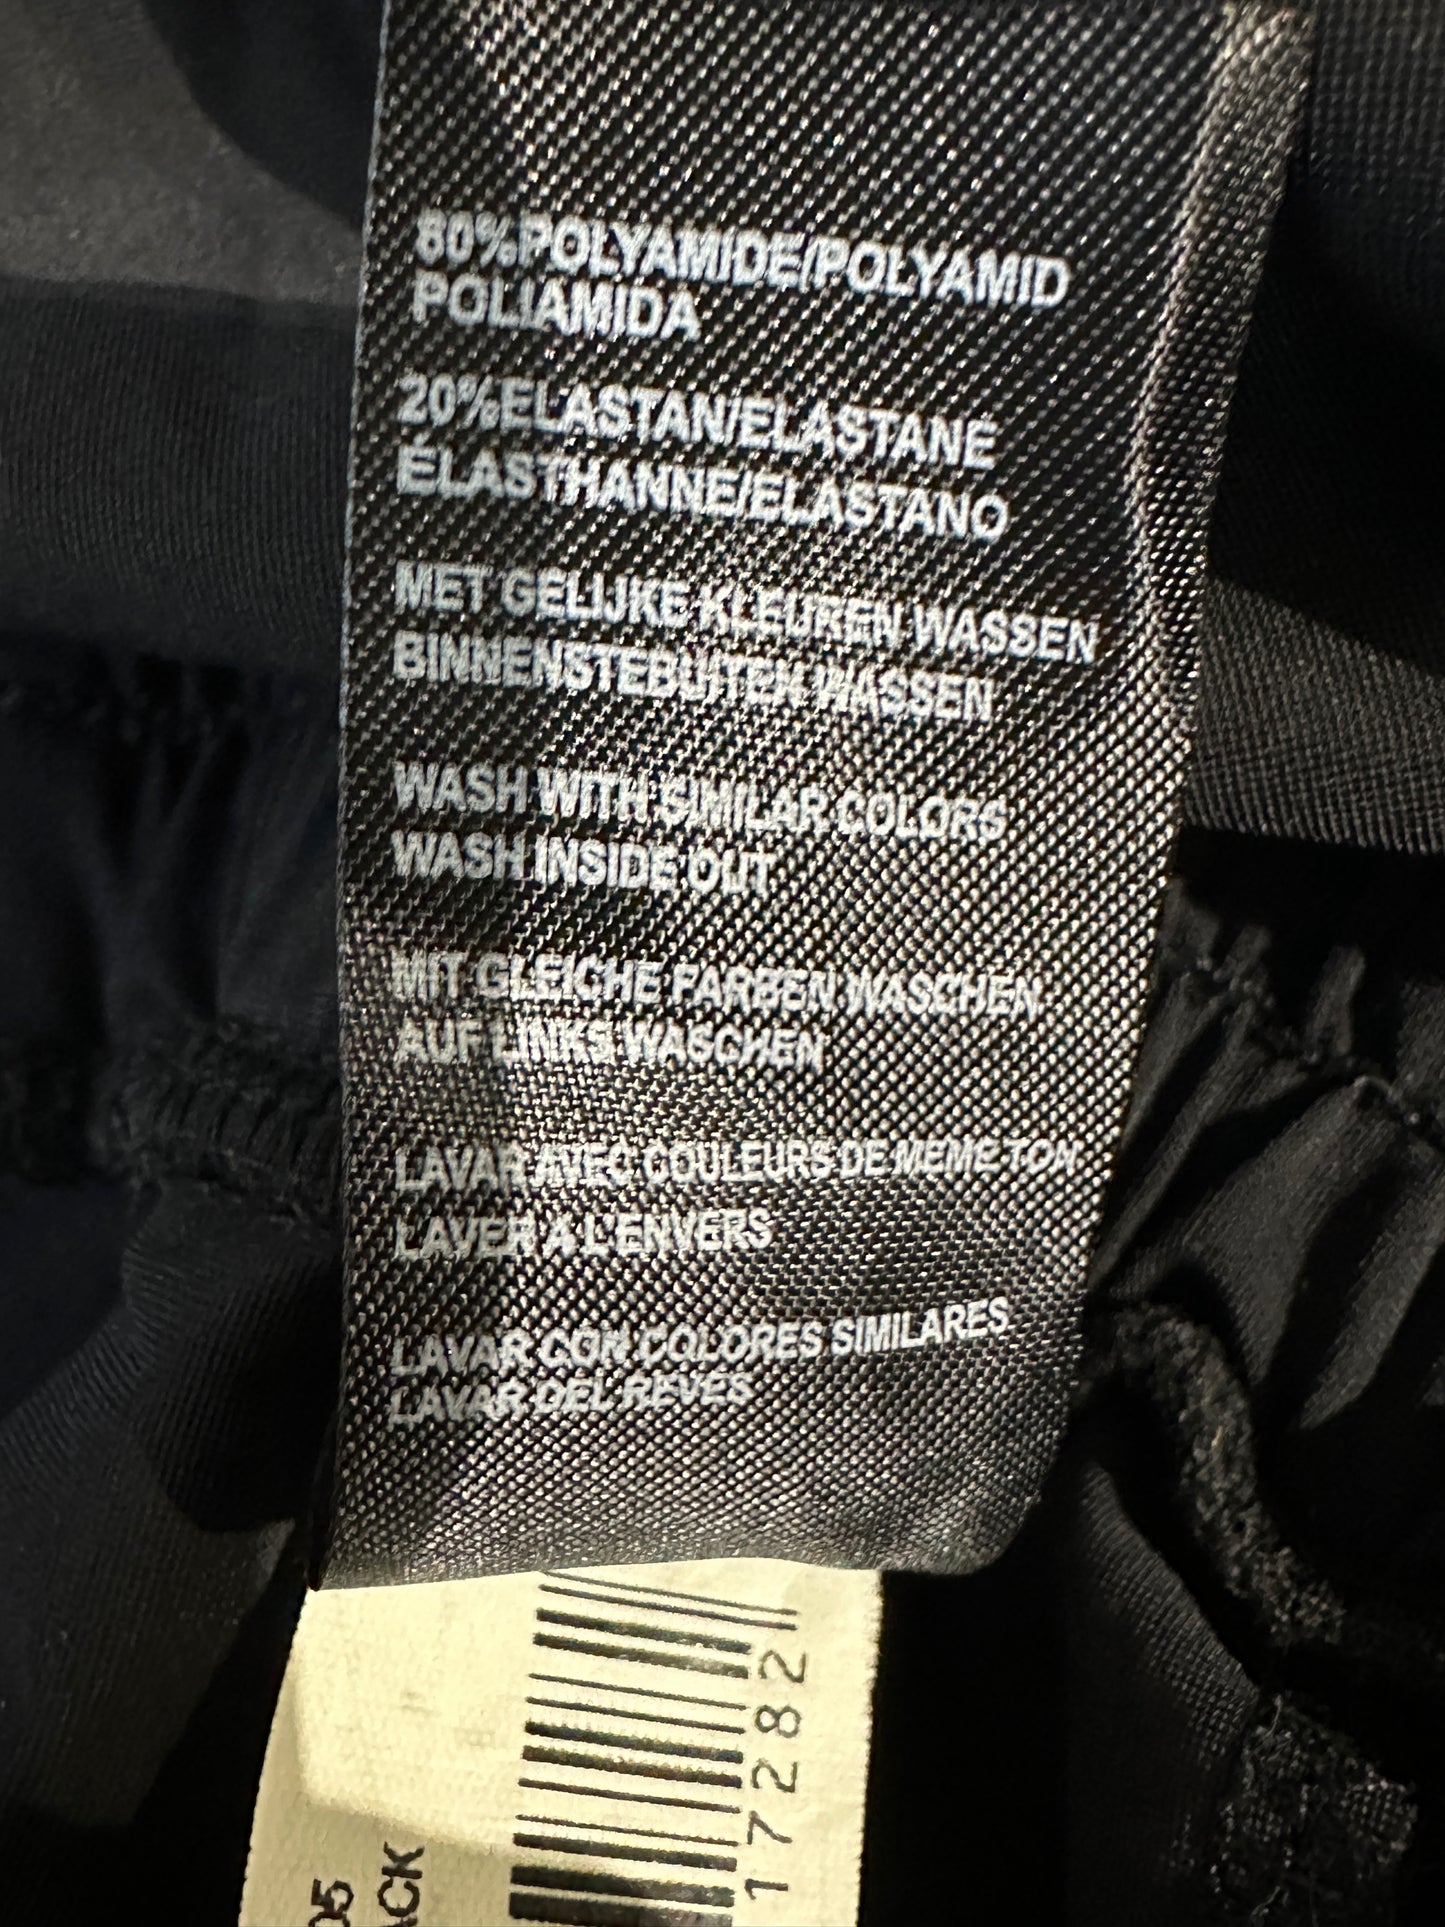 80%POLYAMIDE/POLYAMID
POLIAMIDA
20%ELASTAN/ELASTANE
ÉLASTHANNE/ELASTANO
MET GELIJKE KLEUREN WASSEN
BINNENSTEBUITEN WASSEN
WASH WITH SIMILAR COLORS
WASH INSIDE OUT
MIT GLEICHE FARBEN WASCHEN
AUF LINKS WASCHEN
LAVAR AVEC COULEURS DE MEME TON
LAVER A L'ENVERS
LAVAR CON COLORES SIMILARES
LAVAR DEL REVES
17282
05
ACK